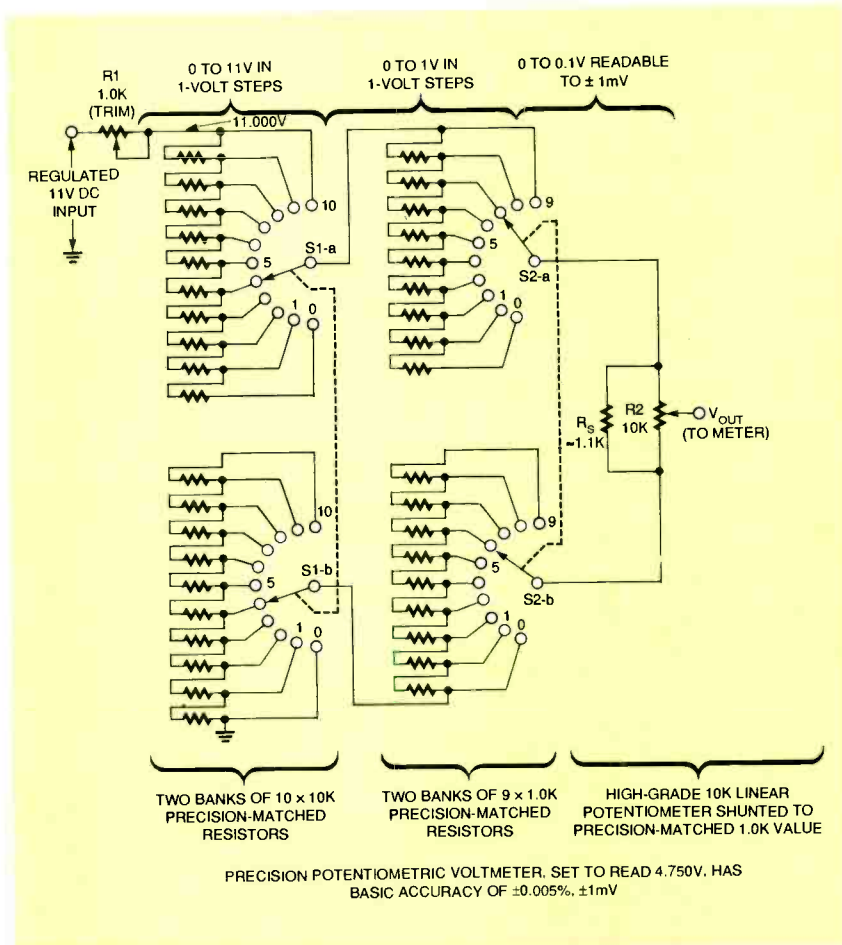 0 TO 11V IN
1-VOLT STEPS
0 TO 1V IN
1-VOLT STEPS
0 TO 0.1V READABLE
TO ± 1mV
R1
1.0K
(TRIM)
11.000V
REGULATED
11V DC
INPUT
10
S1-a
5
1
0
9
5
S2-a
1
0
RS
≈1.1K
R2
10K
VOUT
(TO METER)
10
5
S1-b
1
0
9
5
S2-b
1
0
TWO BANKS OF 10 x 10K
PRECISION-MATCHED
RESISTORS
TWO BANKS OF 9 x 1.0K
PRECISION-MATCHED
RESISTORS
HIGH-GRADE 10K LINEAR
POTENTIOMETER SHUNTED TO
PRECISION-MATCHED 1.0K VALUE
PRECISION POTENTIOMETRIC VOLTMETER, SET TO READ 4.750V, HAS
BASIC ACCURACY OF ±0.005%, ±1mV